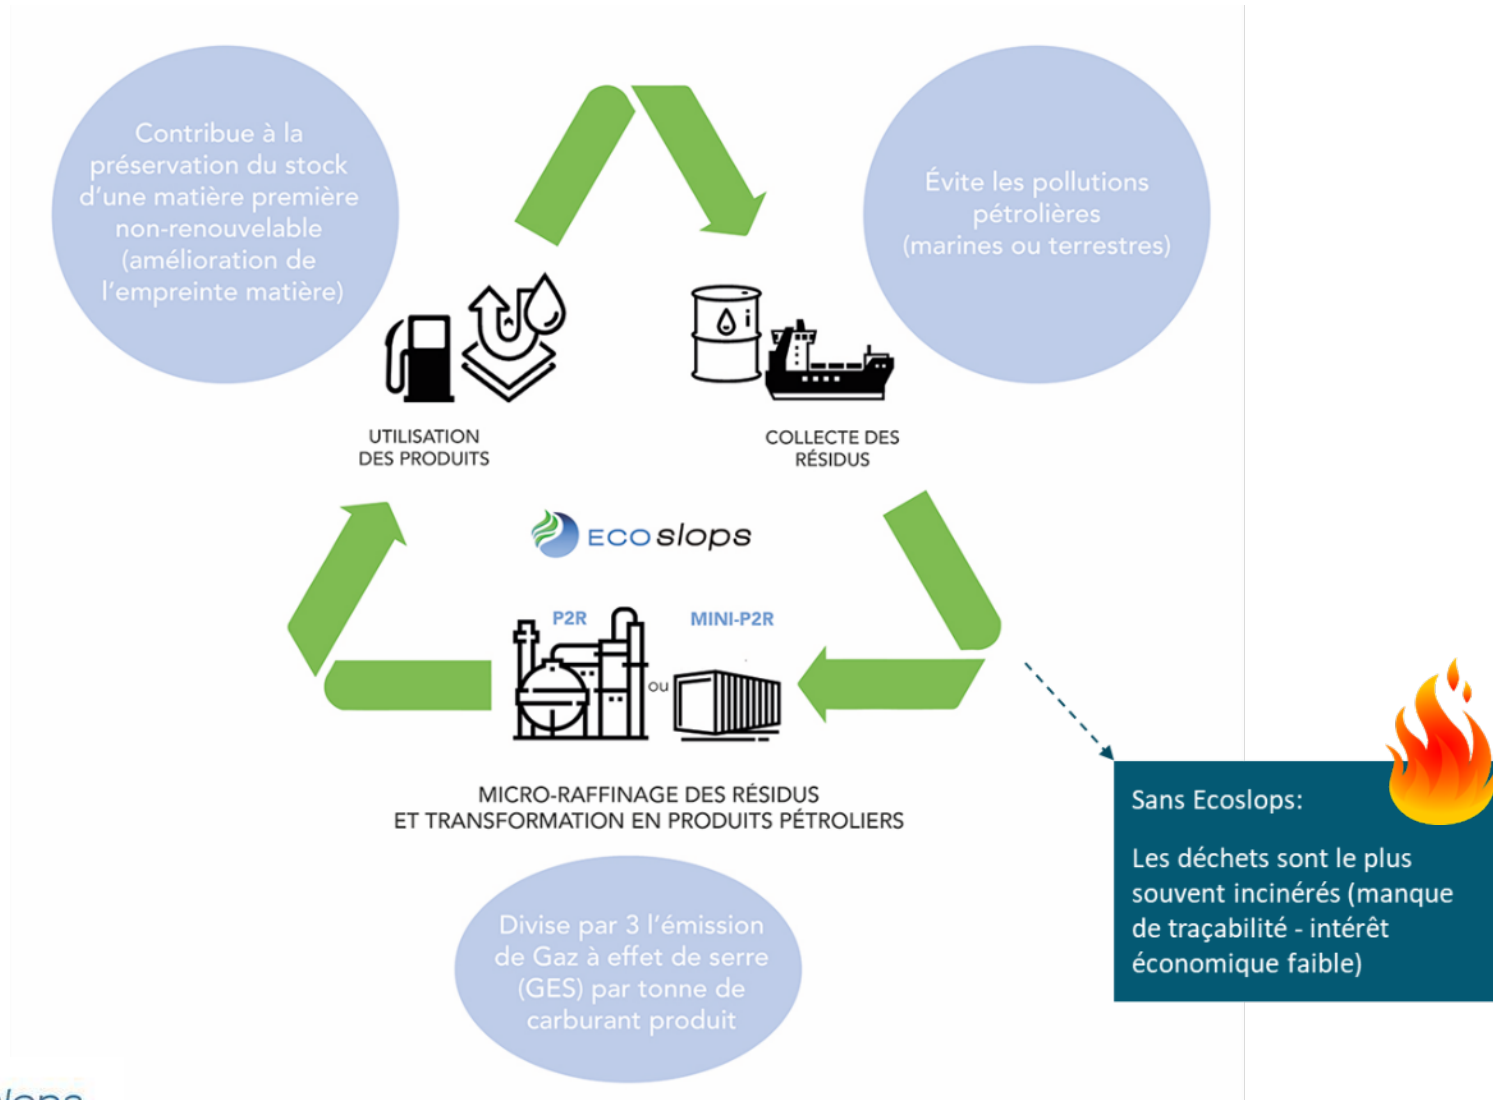 Contribue à la
préservation du stock
d'une matière première
non-renouvelable
(amélioration de
l'empreinte matière)
Évite les pollutions
pétrolières
(marines ou terrestres)
UTILISATION
DES PRODUITS
COLLECTE DES
RÉSIDUS
ECOslops
P2R
ou
MINI-P2R
MICRO-RAFFINAGE DES RÉSIDUS
ET TRANSFORMATION EN PRODUITS PÉTROLIERS
Sans Ecoslops:
Les déchets sont le plus
souvent incinérés (manque
de traçabilité - intérêt
économique faible)
Divise par 3 l'émission
de Gaz à effet de serre
(GES) par tonne de
carburant produit